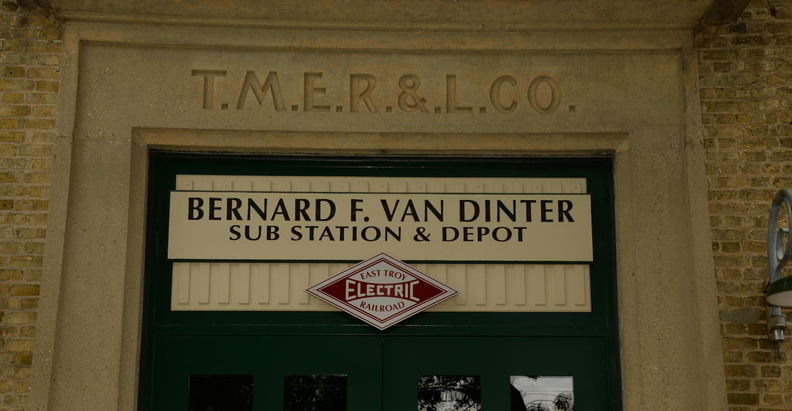 T.M.E.R.&.L.CO.
BERNARD F. VAN DINTER
SUB STATION & DEPOT
EAST TROY
ELECTRIC
RAILROAD